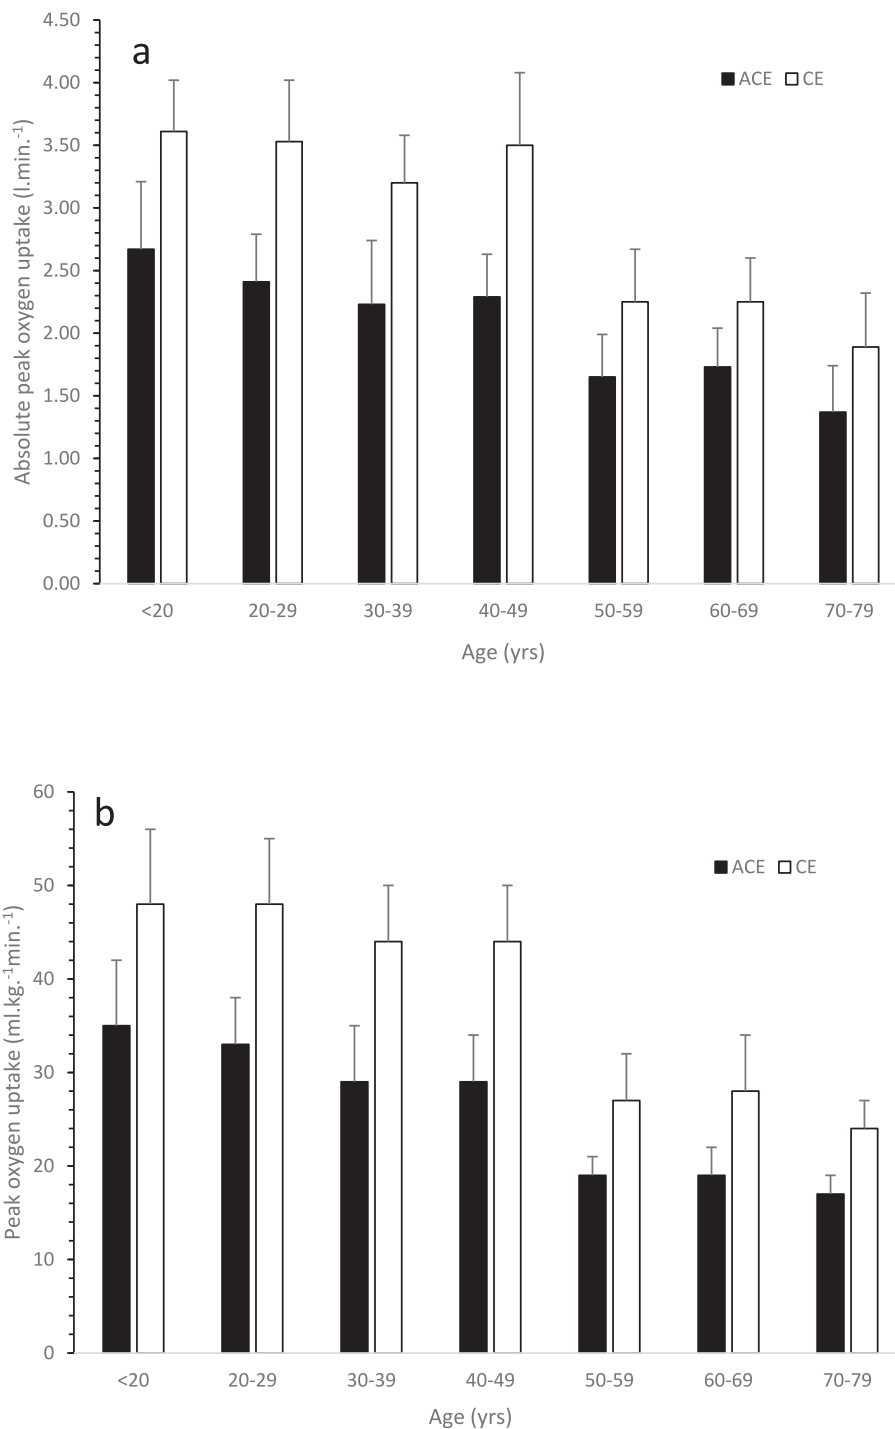 a
ACE CE
4.50
4.00
3.50
3.00
2.50
2.00
1.50
1.00
0.50
0.00
Absolute peak oxygen uptake (l.min.⁻¹)
<20 20-29 30-39 40-49 50-59 60-69 70-79
Age (yrs)
b
ACE CE
60
50
40
30
20
10
0
Peak oxygen uptake (ml.kg.⁻¹min.⁻¹)
<20 20-29 30-39 40-49 50-59 60-69 70-79
Age (yrs)